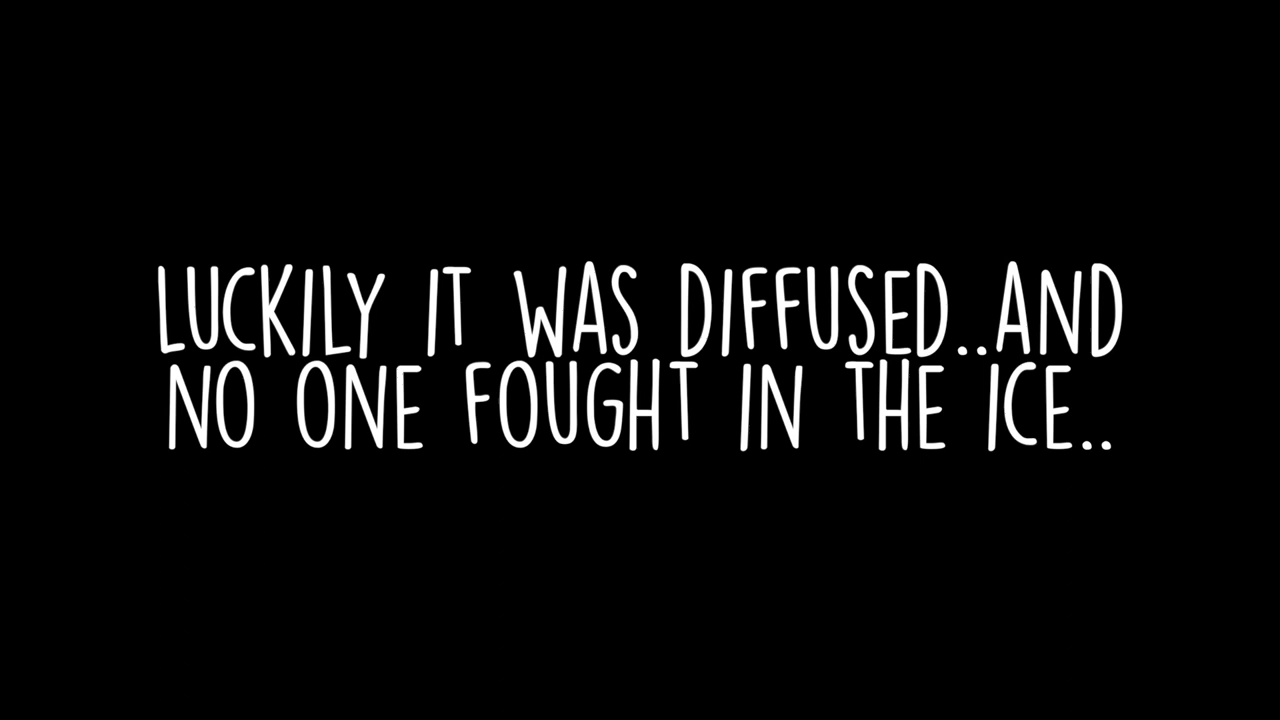 LUCKILY IT WAS DIFFUSED..AND
NO ONE FOUGHT IN THE ICE..